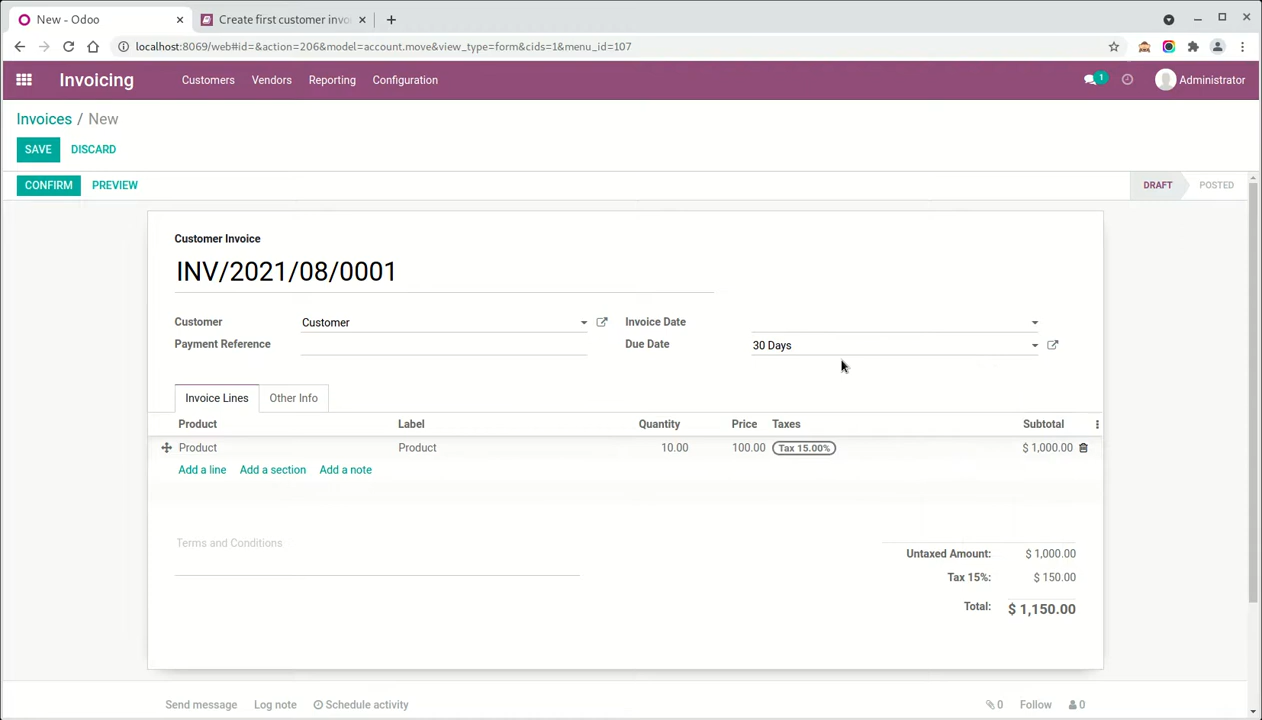 New - Odoo
Create first customer invoi
localhost:8069/web#id=&action=206&model=account.move&view_type=form&cids=1&menu_id=107
Invoicing Customers Vendors Reporting Configuration 1 Administrator
Invoices / New
SAVE DISCARD
CONFIRM PREVIEW DRAFT POSTED
Customer Invoice
INV/2021/08/0001
Customer Customer Invoice Date
Payment Reference Due Date 30 Days
Invoice Lines Other Info
Product Label Quantity Price Taxes Subtotal
Product Product 10.00 100.00 Tax 15.00% $ 1,000.00
Add a line Add a section Add a note
Terms and Conditions
Untaxed Amount: $ 1,000.00
Tax 15%: $ 150.00
Total: $ 1,150.00
Send message Log note Schedule activity 0 Follow 0